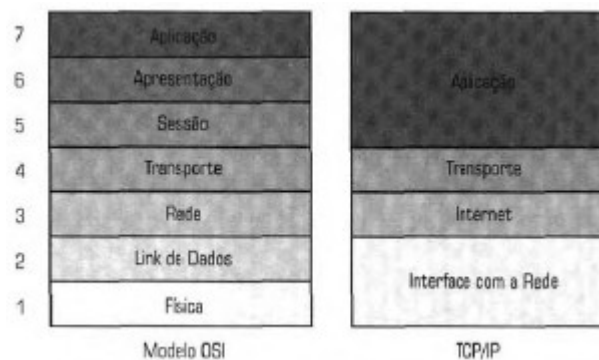 7 Aplicação
6 Apresentação Aplicação
5 Sessão
4 Transporte Transporte
3 Rede Internet
2 Link de Dados
Interface com a Rede
1 Física
Modelo OSI TCP/IP